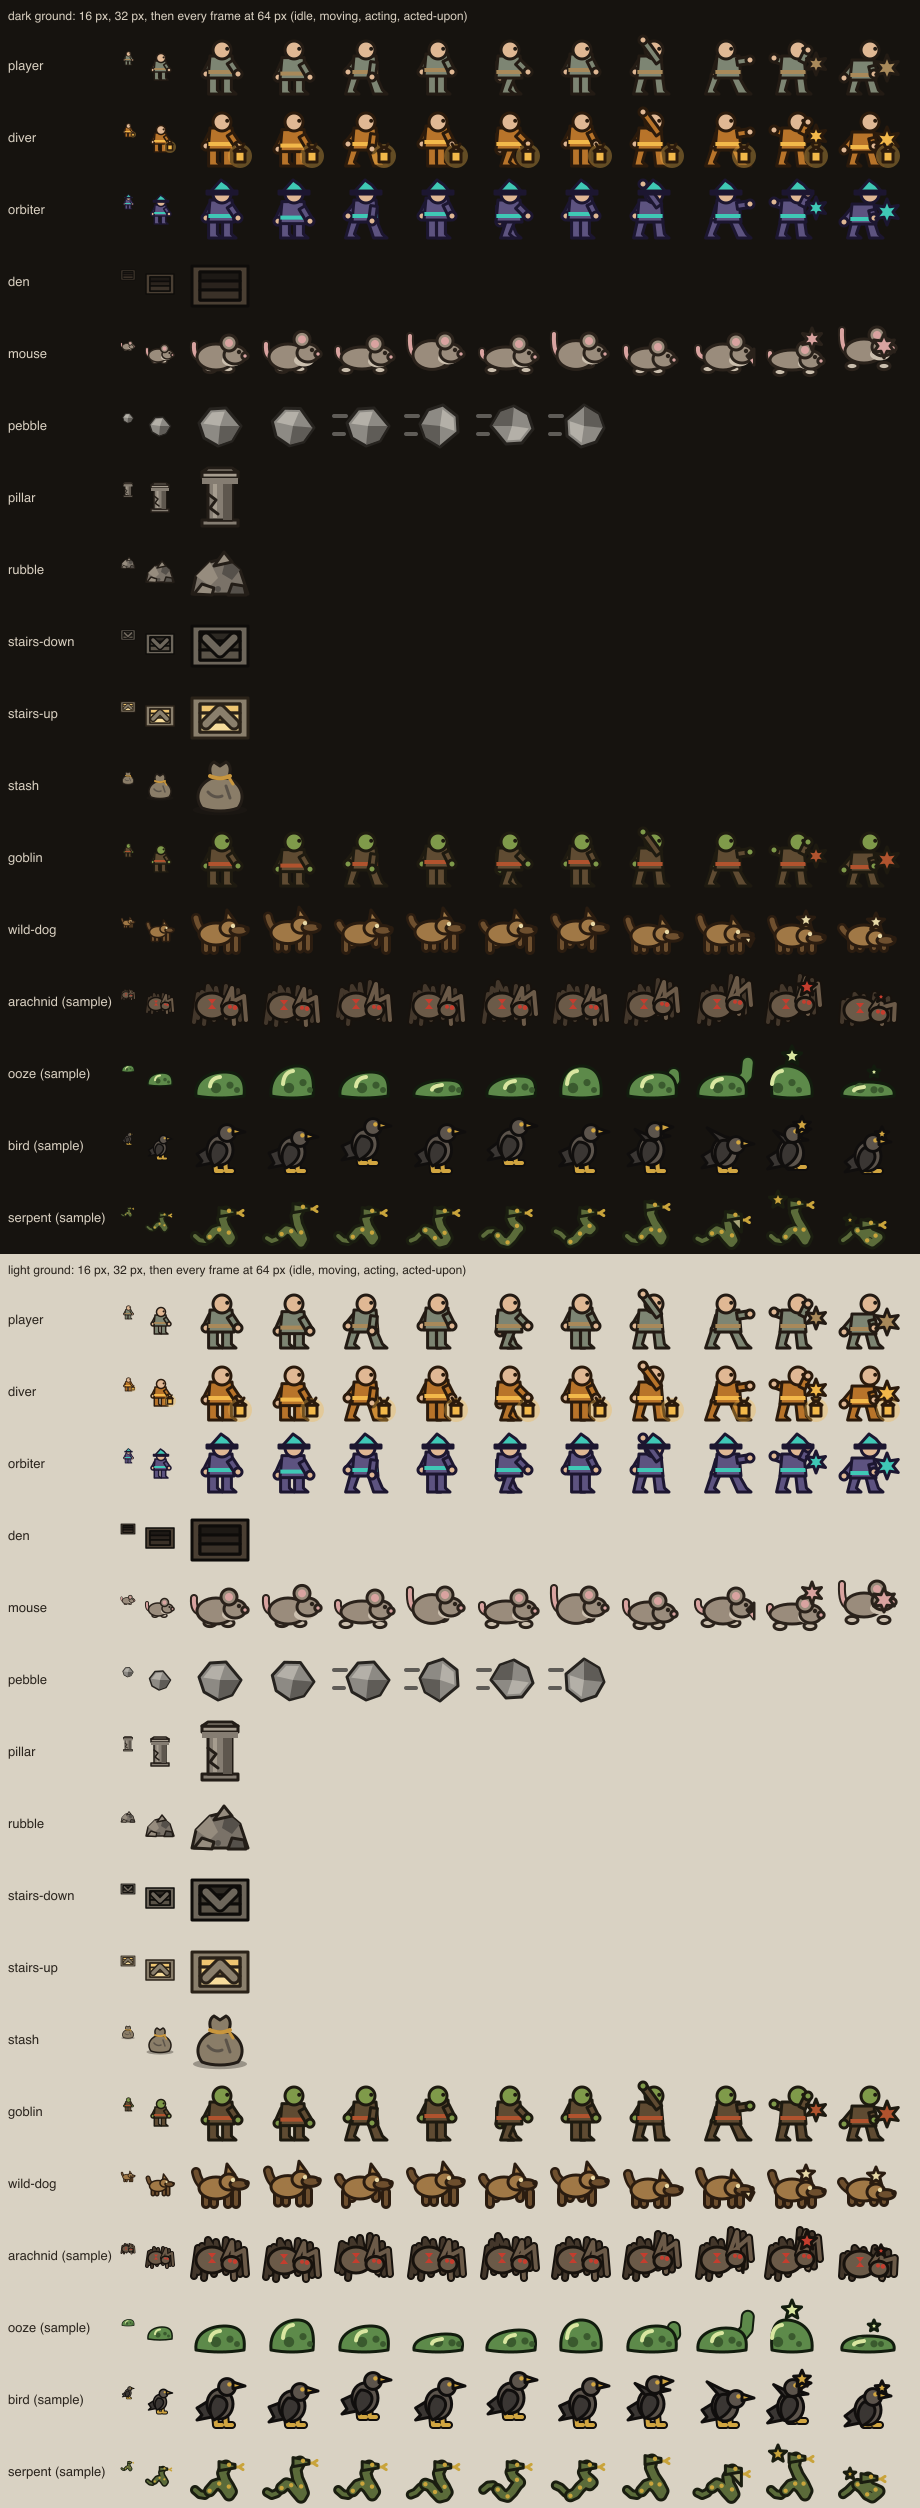 dark ground: 16 px, 32 px, then every frame at 64 px (idle, moving, acting, acted-upon)
player
diver
orbiter
den
mouse
pebble
pillar
rubble
stairs-down
stairs-up
stash
goblin
wild-dog
arachnid (sample)
ooze (sample)
bird (sample)
serpent (sample)
light ground: 16 px, 32 px, then every frame at 64 px (idle, moving, acting, acted-upon)
player
diver
orbiter
den
mouse
pebble
pillar
rubble
stairs-down
stairs-up
stash
goblin
wild-dog
arachnid (sample)
ooze (sample)
bird (sample)
serpent (sample)